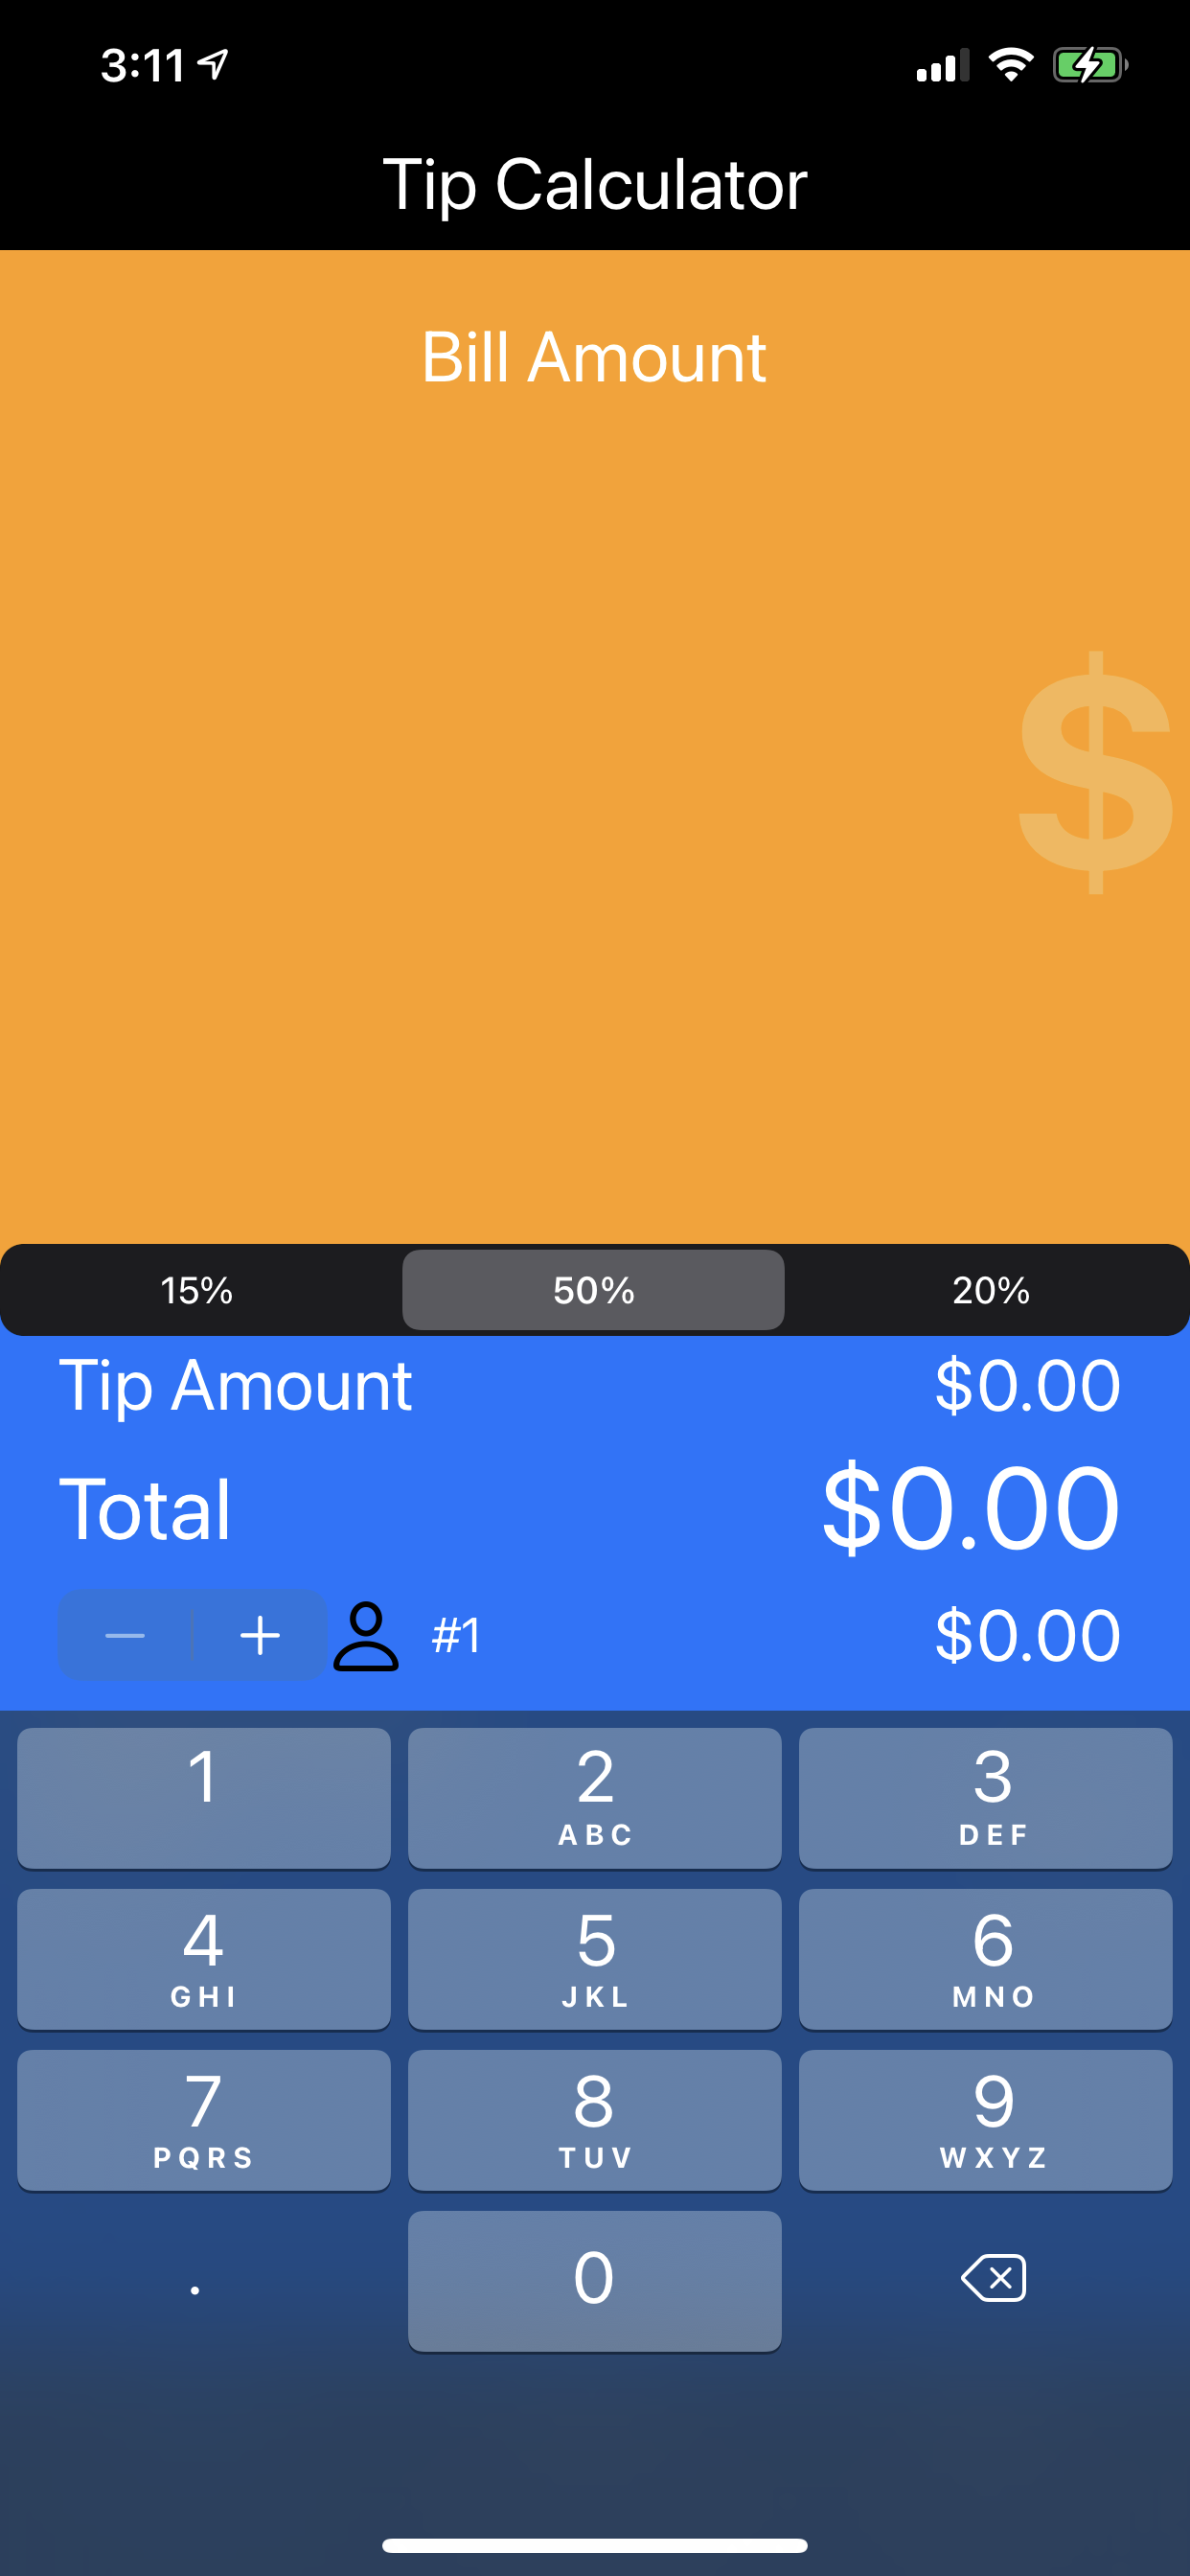 3:11
Tip Calculator
Bill Amount
$
15% 50% 20%
Tip Amount $0.00
Total $0.00
#1 $0.00
1 2 3
ABC DEF
4 5 6
GHI JKL MNO
7 8 9
PQRS TUV WXYZ
. 0